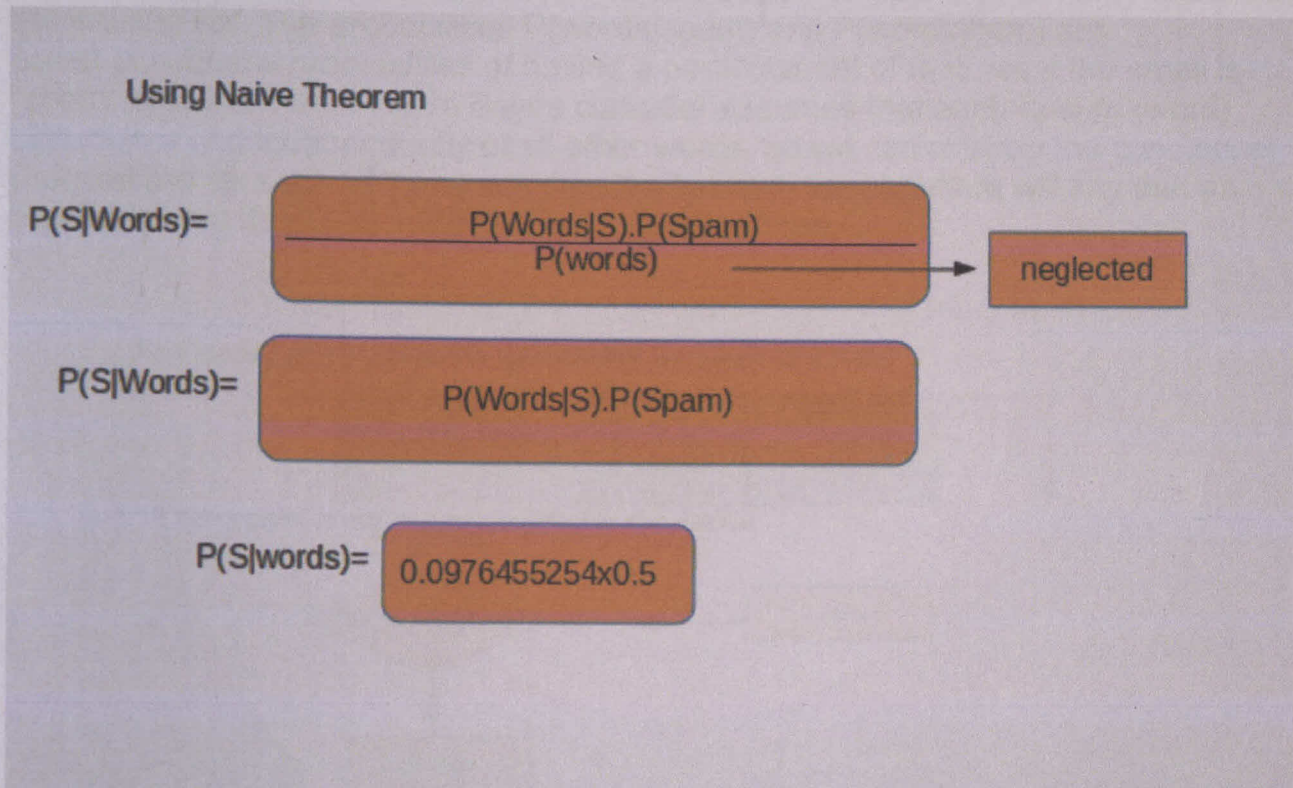 Using Naive Theorem
P(S|Words)=
P(Words|S).P(Spam)
P(words)
neglected
P(S|Words)=
P(Words|S).P(Spam)
P(S|words)=
0.0976455254x0.5